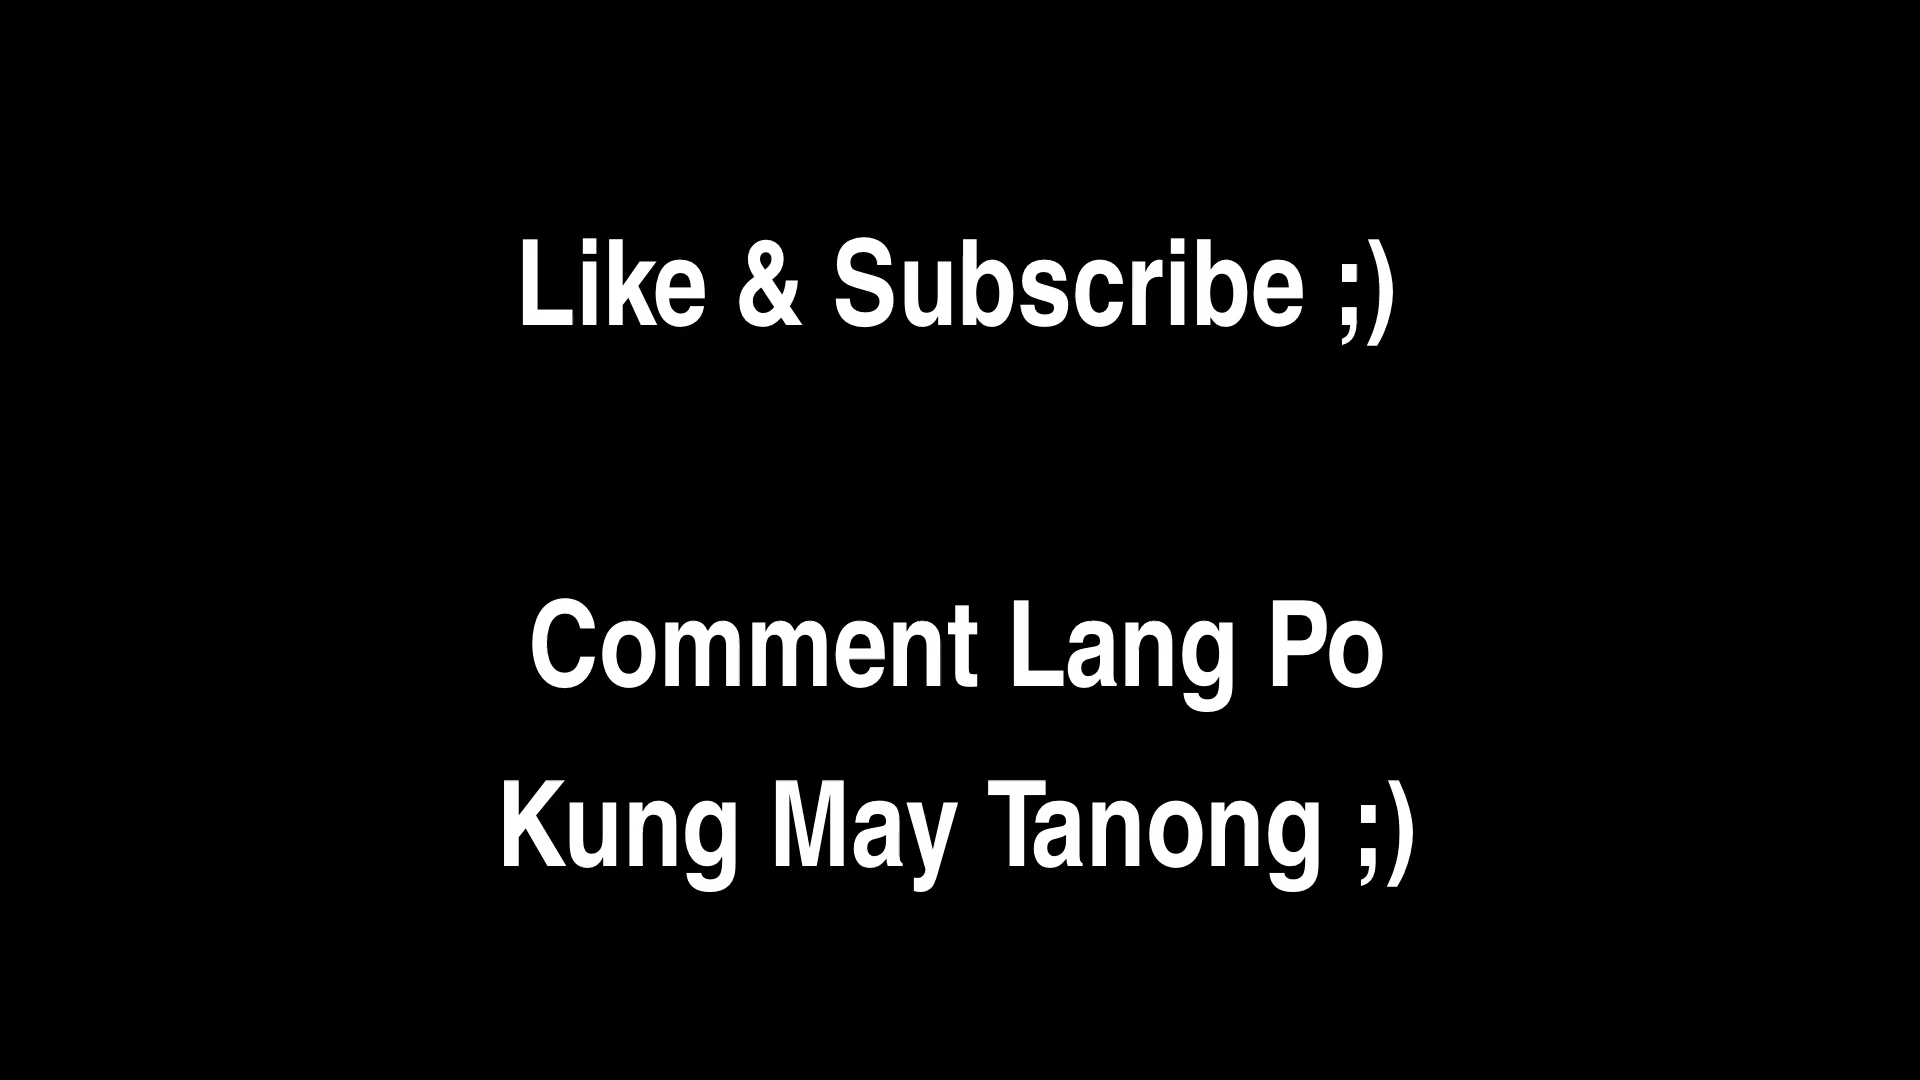 Like & Subscribe ;)
Comment Lang Po
Kung May Tanong ;)